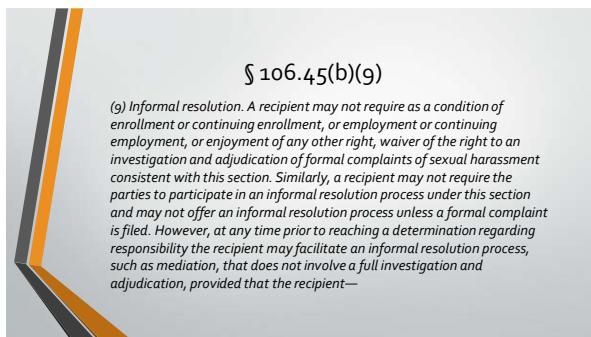 § 106.45(b)(9)
(9) Informal resolution. A recipient may not require as a condition of
enrollment or continuing enrollment, or employment or continuing
employment, or enjoyment of any other right, waiver of the right to an
investigation and adjudication of formal complaints of sexual harassment
consistent with this section. Similarly, a recipient may not require the
parties to participate in an informal resolution process under this section
and may not offer an informal resolution process unless a formal complaint
is filed. However, at any time prior to reaching a determination regarding
responsibility the recipient may facilitate an informal resolution process,
such as mediation, that does not involve a full investigation and
adjudication, provided that the recipient—